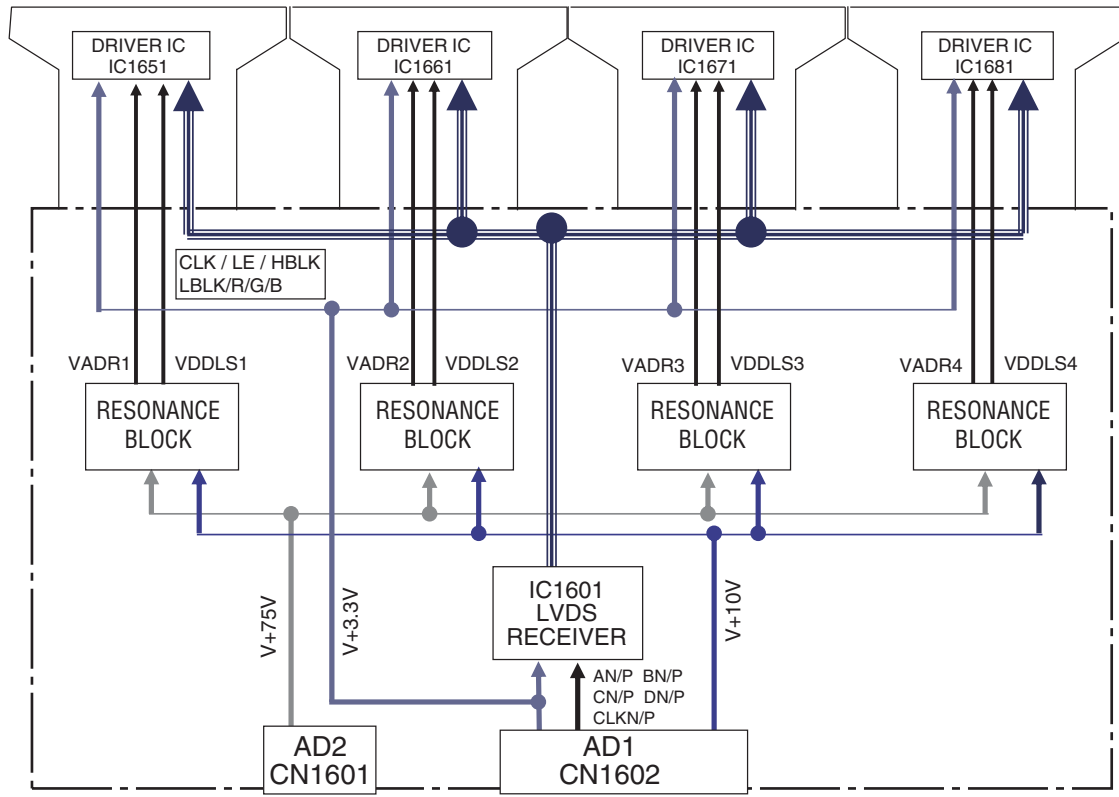 DRIVER IC
IC1651
DRIVER IC
IC1661
DRIVER IC
IC1671
DRIVER IC
IC1681
CLK / LE / HBLK
LBLK/R/G/B
VADR1
VDDLS1
VADR2
VDDLS2
VADR3
VDDLS3
VADR4
VDDLS4
RESONANCE
BLOCK
RESONANCE
BLOCK
RESONANCE
BLOCK
RESONANCE
BLOCK
V+75V
V+3.3V
IC1601
LVDS
RECEIVER
V+10V
AN/P BN/P
CN/P DN/P
CLKN/P
AD2
CN1601
AD1
CN1602